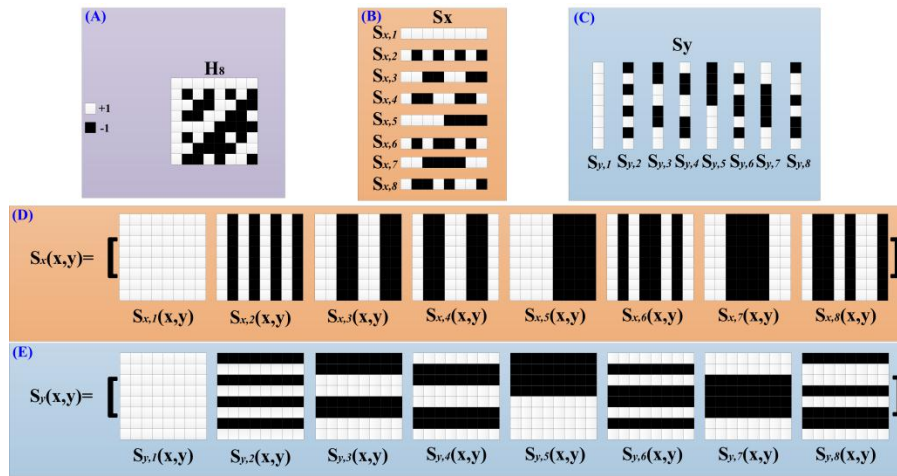 (A)
H8
+1
-1
(B)
Sx
Sx,1
Sx,2
Sx,3
Sx,4
Sx,5
Sx,6
Sx,7
Sx,8
(C)
Sy
Sy,1 Sy,2 Sy,3 Sy,4 Sy,5 Sy,6 Sy,7 Sy,8
(D)
Sx(x,y)= [ ]
Sx,1(x,y) Sx,2(x,y) Sx,3(x,y) Sx,4(x,y) Sx,5(x,y) Sx,6(x,y) Sx,7(x,y) Sx,8(x,y)
(E)
Sy(x,y)= [ ]
Sy,1(x,y) Sy,2(x,y) Sy,3(x,y) Sy,4(x,y) Sy,5(x,y) Sy,6(x,y) Sy,7(x,y) Sy,8(x,y)